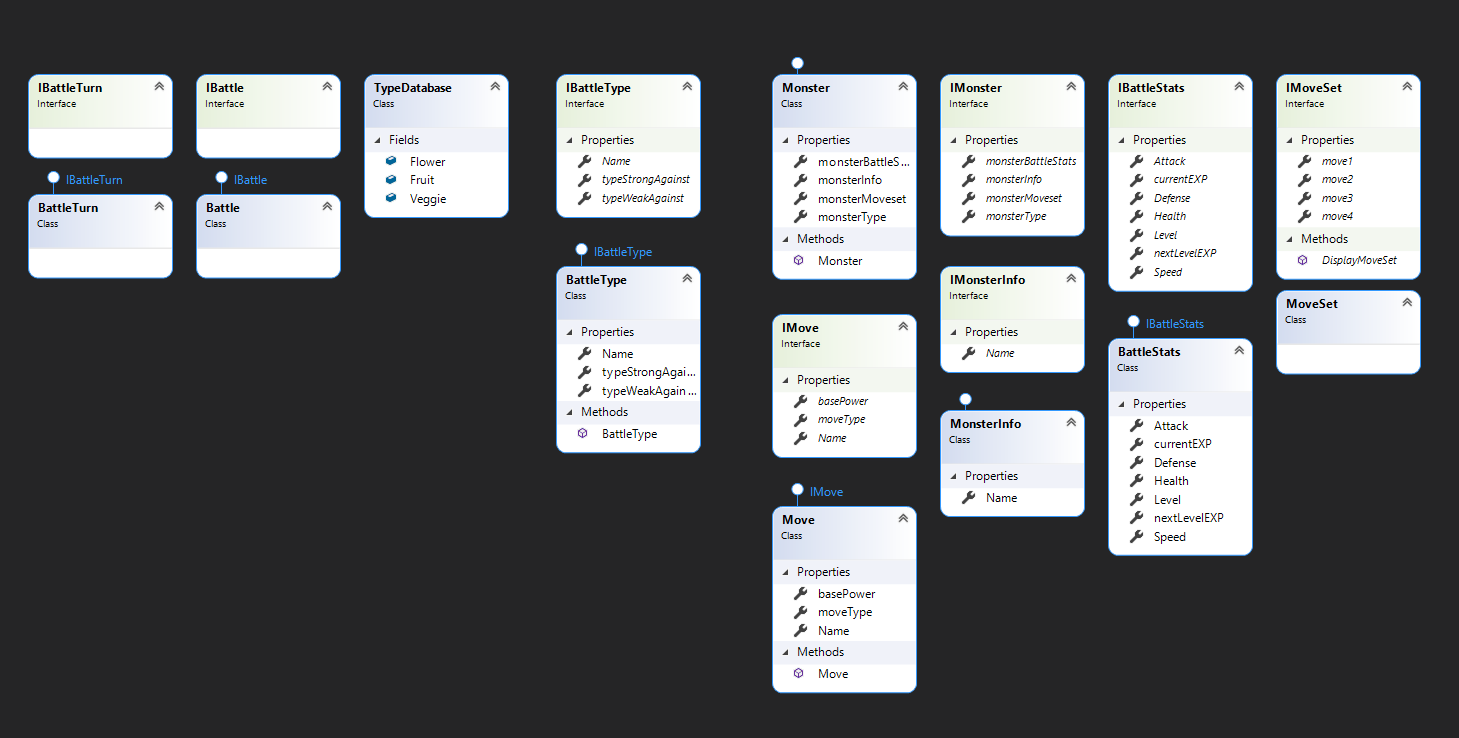 IBattleTurn
Interface
IBattleTurn
BattleTurn
Class
IBattle
Interface
IBattle
Battle
Class
TypeDatabase
Class
Fields
Flower
Fruit
Veggie
IBattleType
Interface
Properties
Name
typeStrongAgainst
typeWeakAgainst
IBattleType
BattleType
Class
Properties
Name
typeStrongAgai...
typeWeakAgain...
Methods
BattleType
Monster
Class
Properties
monsterBattleS...
monsterInfo
monsterMoveset
monsterType
Methods
Monster
IMove
Interface
Properties
basePower
moveType
Name
IMove
Move
Class
Properties
basePower
moveType
Name
Methods
Move
IMonster
Interface
Properties
monsterBattleStats
monsterInfo
monsterMoveset
monsterType
IMonsterInfo
Interface
Properties
Name
MonsterInfo
Class
Properties
Name
IBattleStats
Interface
Properties
Attack
currentEXP
Defense
Health
Level
nextLevelEXP
Speed
IBattleStats
BattleStats
Class
Properties
Attack
currentEXP
Defense
Health
Level
nextLevelEXP
Speed
IMoveSet
Interface
Properties
move1
move2
move3
move4
Methods
DisplayMoveSet
MoveSet
Class